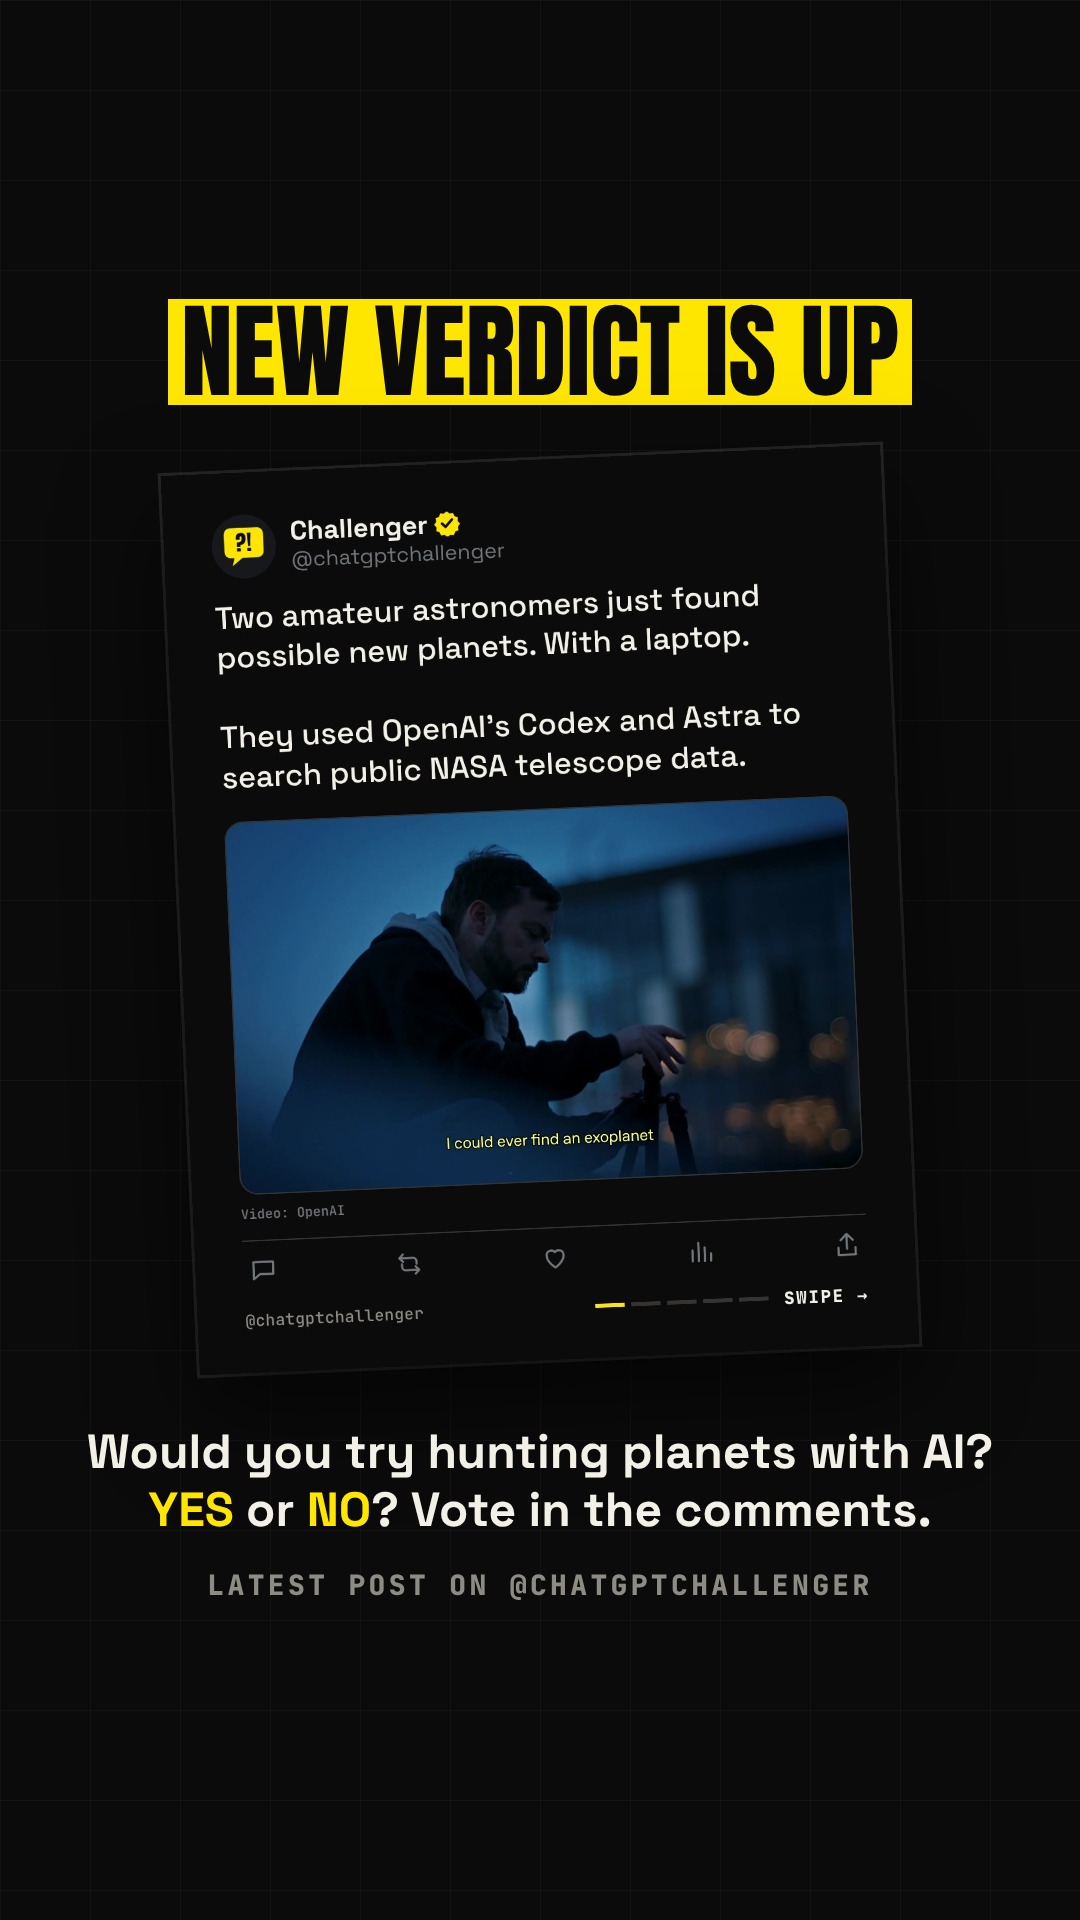 NEW VERDICT IS UP
?!
Challenger
@chatgptchallenger
Two amateur astronomers just found
possible new planets. With a laptop.
They used OpenAI’s Codex and Astra to
search public NASA telescope data.
I could ever find an exoplanet
Video: OpenAI
@chatgptchallenger
SWIPE →
Would you try hunting planets with AI?
YES or NO? Vote in the comments.
LATEST POST ON @CHATGPTCHALLENGER